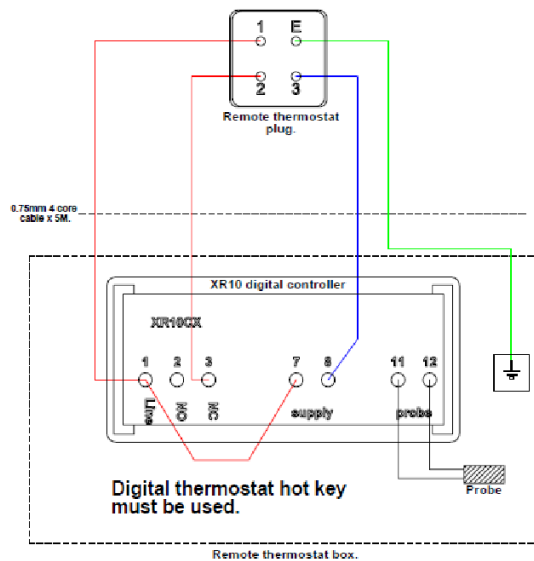 1 E
2 3
Remote thermostat
plug.
0.75mm 4 core
cable x 5M.
XR10 digital controller
XR10CX
1 2 3 7 8 11 12
Line NO NC supply probe
Digital thermostat hot key
must be used.
Probe
Remote thermostat box.